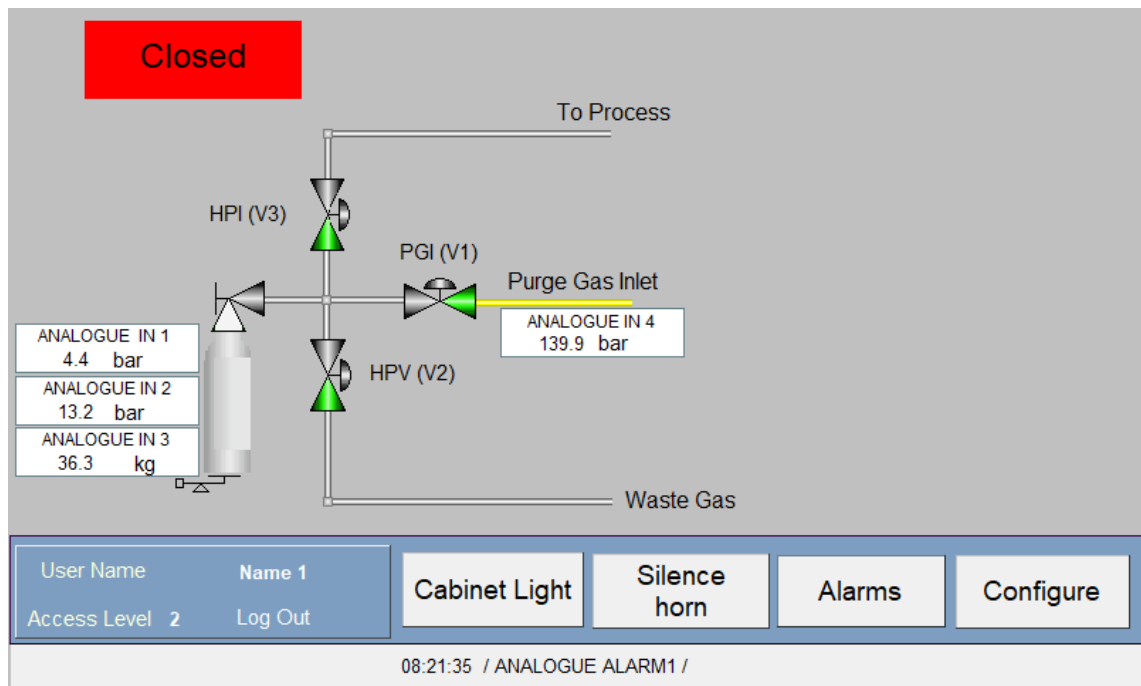 Closed
To Process
HPI (V3)
PGI (V1)
Purge Gas Inlet
ANALOGUE IN 4
139.9 bar
ANALOGUE IN 1
4.4 bar
ANALOGUE IN 2
13.2 bar
ANALOGUE IN 3
36.3 kg
HPV (V2)
Waste Gas
User Name Name 1
Access Level 2 Log Out
Cabinet Light
Silence
horn
Alarms
Configure
08:21:35 / ANALOGUE ALARM1 /